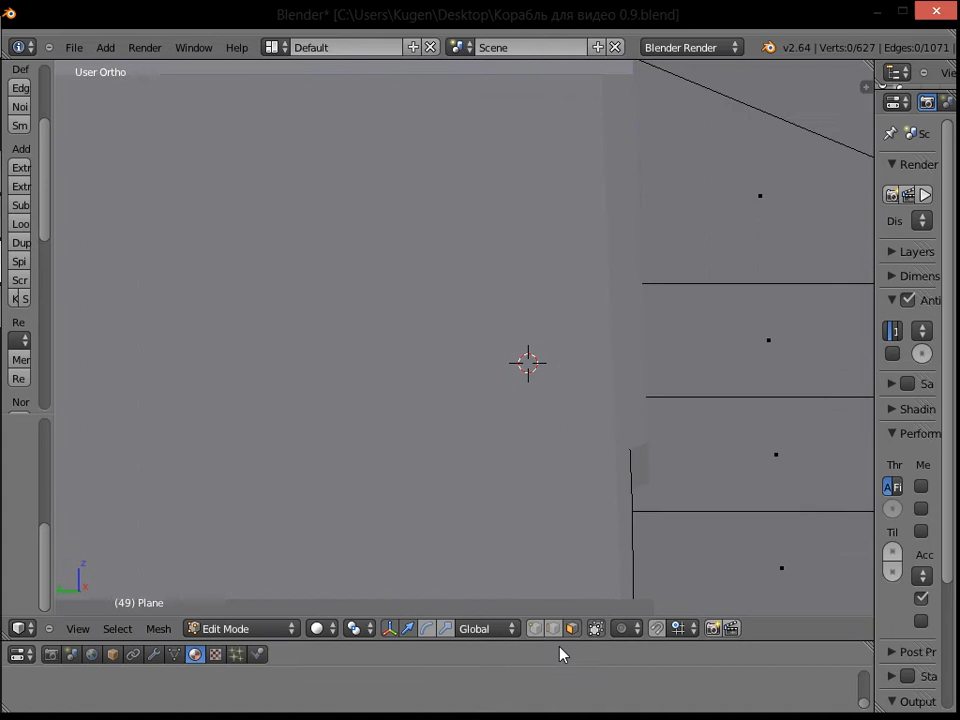 Blender* [C:\Users\Kugen\Desktop\Корабль для видео 0.9.blend]
File Add Render Window Help Default Scene Blender Render v2.64 | Verts:0/627 | Edges:0/1071 |
User Ortho
Def
Edg
Noi
Sm
Add
Extr
Extr
Sub
Loo
Dup
Spi
Scr
K S
Re
Mer
Re
Nor
z
x
(49) Plane
View Select Mesh Edit Mode Global
Vie
Sc
Render
Dis
Layers
Dimens
Anti
Sa
Shadin
Perform
Thr Me
A Fi
Til
Acc
Post Pr
Sta
Output